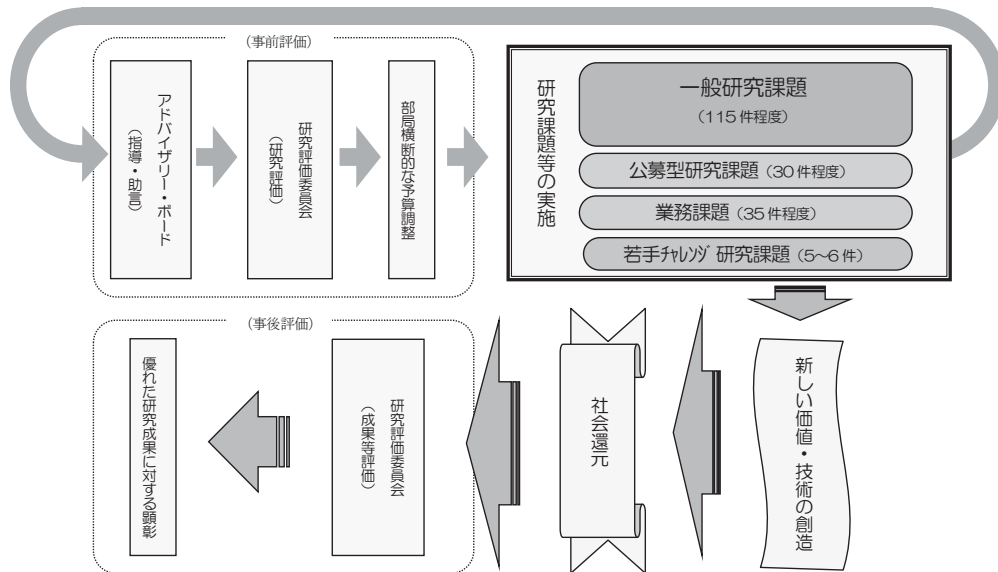 (事前評価)
アドバイザリー・ボード
(指導・助言)
研究評価委員会
(研究評価)
部局横断的な予算調整
研究課題等の実施
一般研究課題
(115件程度)
公募型研究課題(30件程度)
業務課題(35件程度)
若手チャレンジ研究課題(5〜6件)
新しい価値・技術の創造
社会還元
(事後評価)
研究評価委員会
(成果等評価)
優れた研究成果に対する顕彰